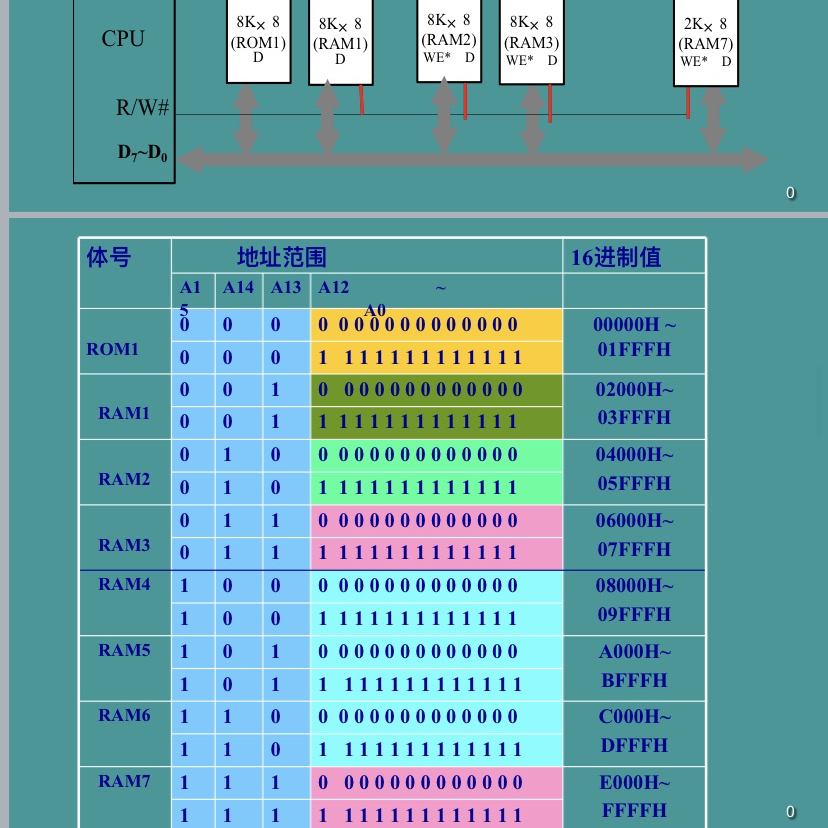 CPU
8K× 8
(ROM1)
D
8K× 8
(RAM1)
D
8K× 8
(RAM2)
WE* D
8K× 8
(RAM3)
WE* D
2K× 8
(RAM7)
WE* D
R/W#
D7~D0
0
体号 地址范围 16进制值
A15 A14 A13 A12 ~ A0
ROM1
0 0 0 0 0 0 0 0 0 0 0 0 0 0 0 0
0 0 0 1 1 1 1 1 1 1 1 1 1 1 1 1
00000H ~
01FFFH
RAM1
0 0 1 0 0 0 0 0 0 0 0 0 0 0 0 0
0 0 1 1 1 1 1 1 1 1 1 1 1 1 1 1
02000H~
03FFFH
RAM2
0 1 0 0 0 0 0 0 0 0 0 0 0 0 0 0
0 1 0 1 1 1 1 1 1 1 1 1 1 1 1 1
04000H~
05FFFH
RAM3
0 1 1 0 0 0 0 0 0 0 0 0 0 0 0 0
0 1 1 1 1 1 1 1 1 1 1 1 1 1 1 1
06000H~
07FFFH
RAM4
1 0 0 0 0 0 0 0 0 0 0 0 0 0 0 0
1 0 0 1 1 1 1 1 1 1 1 1 1 1 1 1
08000H~
09FFFH
RAM5
1 0 1 0 0 0 0 0 0 0 0 0 0 0 0 0
1 0 1 1 1 1 1 1 1 1 1 1 1 1 1 1
A000H~
BFFFH
RAM6
1 1 0 0 0 0 0 0 0 0 0 0 0 0 0 0
1 1 0 1 1 1 1 1 1 1 1 1 1 1 1 1
C000H~
DFFFH
RAM7
1 1 1 0 0 0 0 0 0 0 0 0 0 0 0 0
1 1 1 1 1 1 1 1 1 1 1 1 1 1 1 1
E000H~
FFFFH
0